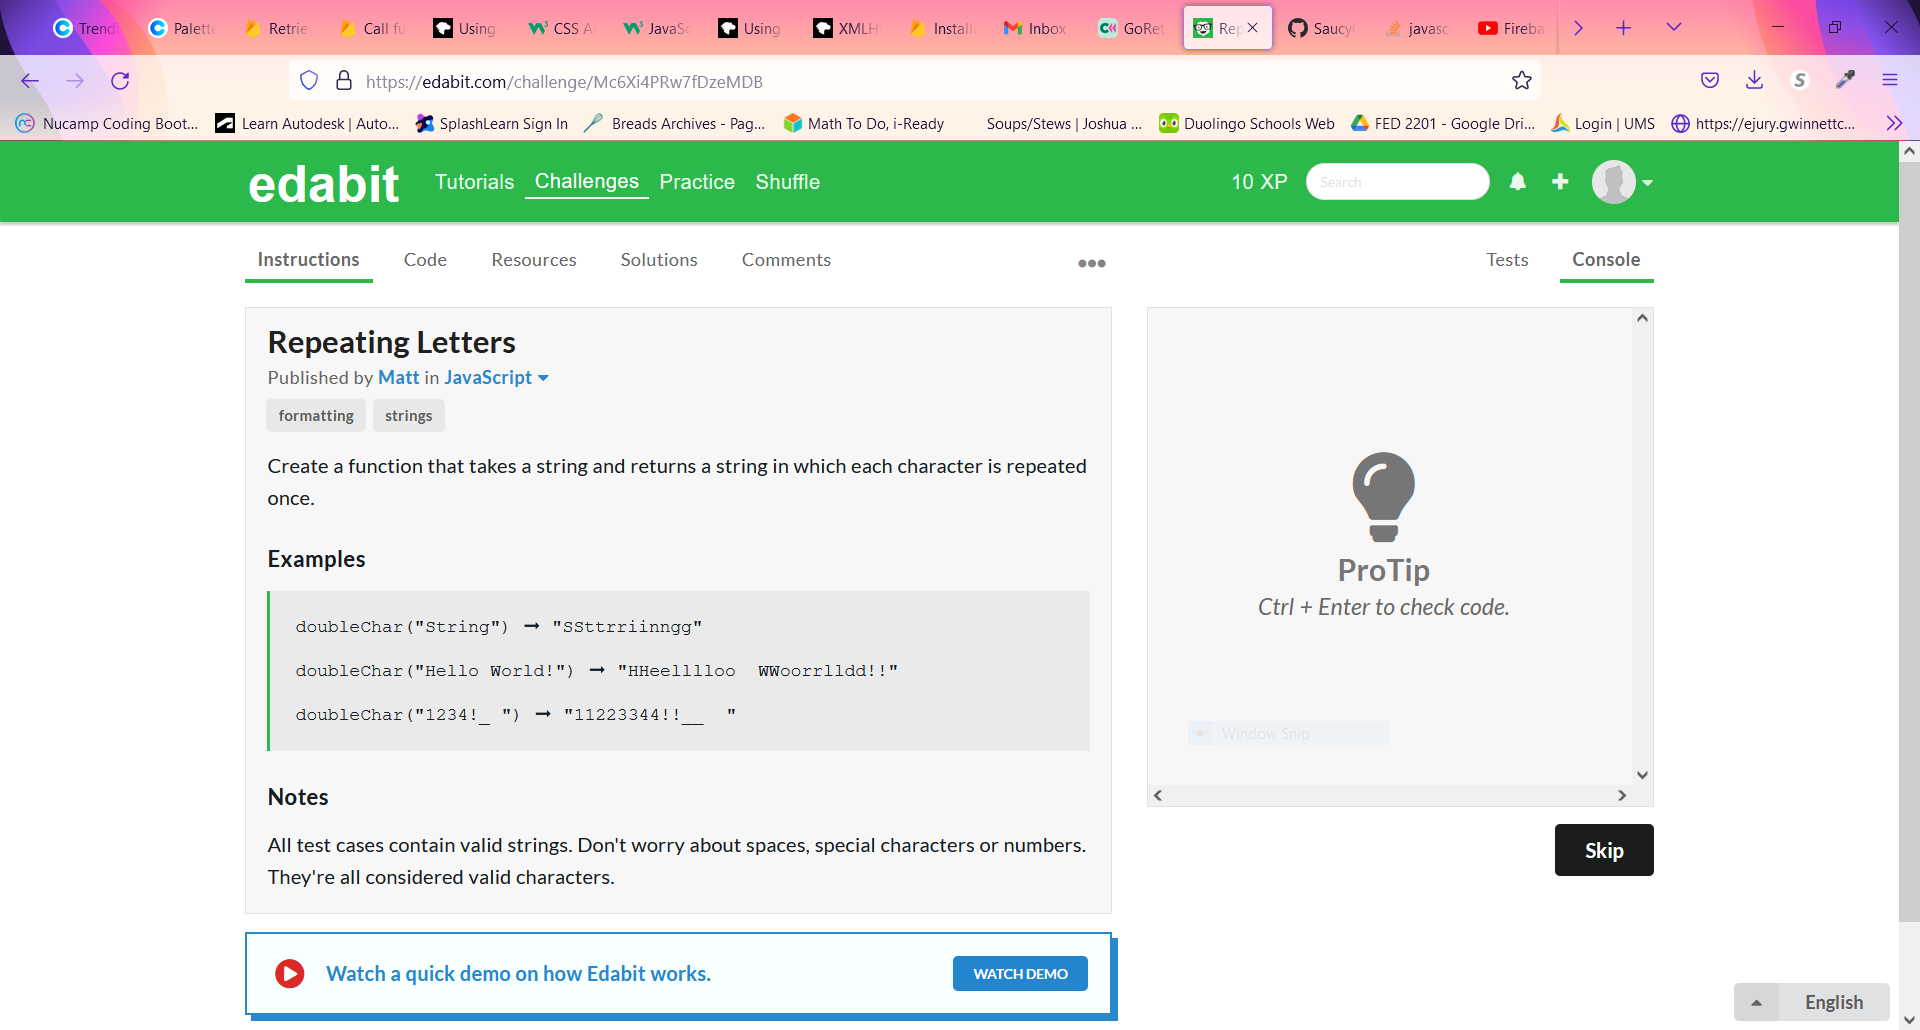 Trendi Palette Retrie Call fu Using CSS A JavaSc Using XMLH Install Inbox GoRet Rep Saucy javasc Fireba
https://edabit.com/challenge/Mc6Xi4PRw7fDzeMDB
Nucamp Coding Boot... Learn Autodesk | Auto... SplashLearn Sign In Breads Archives - Pag... Math To Do, i-Ready Soups/Stews | Joshua ... Duolingo Schools Web FED 2201 - Google Dri... Login | UMS https://ejury.gwinnettc...
edabit Tutorials Challenges Practice Shuffle 10 XP Search
Instructions Code Resources Solutions Comments Tests Console
Repeating Letters
Published by Matt in JavaScript
formatting strings
Create a function that takes a string and returns a string in which each character is repeated
once.
Examples
doubleChar("String") ➞ "SSttrriinngg"
doubleChar("Hello World!") ➞ "HHeelllloo  WWoorrlldd!!"
doubleChar("1234!_ ") ➞ "11223344!!__  "
Notes
All test cases contain valid strings. Don't worry about spaces, special characters or numbers.
They're all considered valid characters.
ProTip
Ctrl + Enter to check code.
Window Snip
Skip
Watch a quick demo on how Edabit works. WATCH DEMO
English